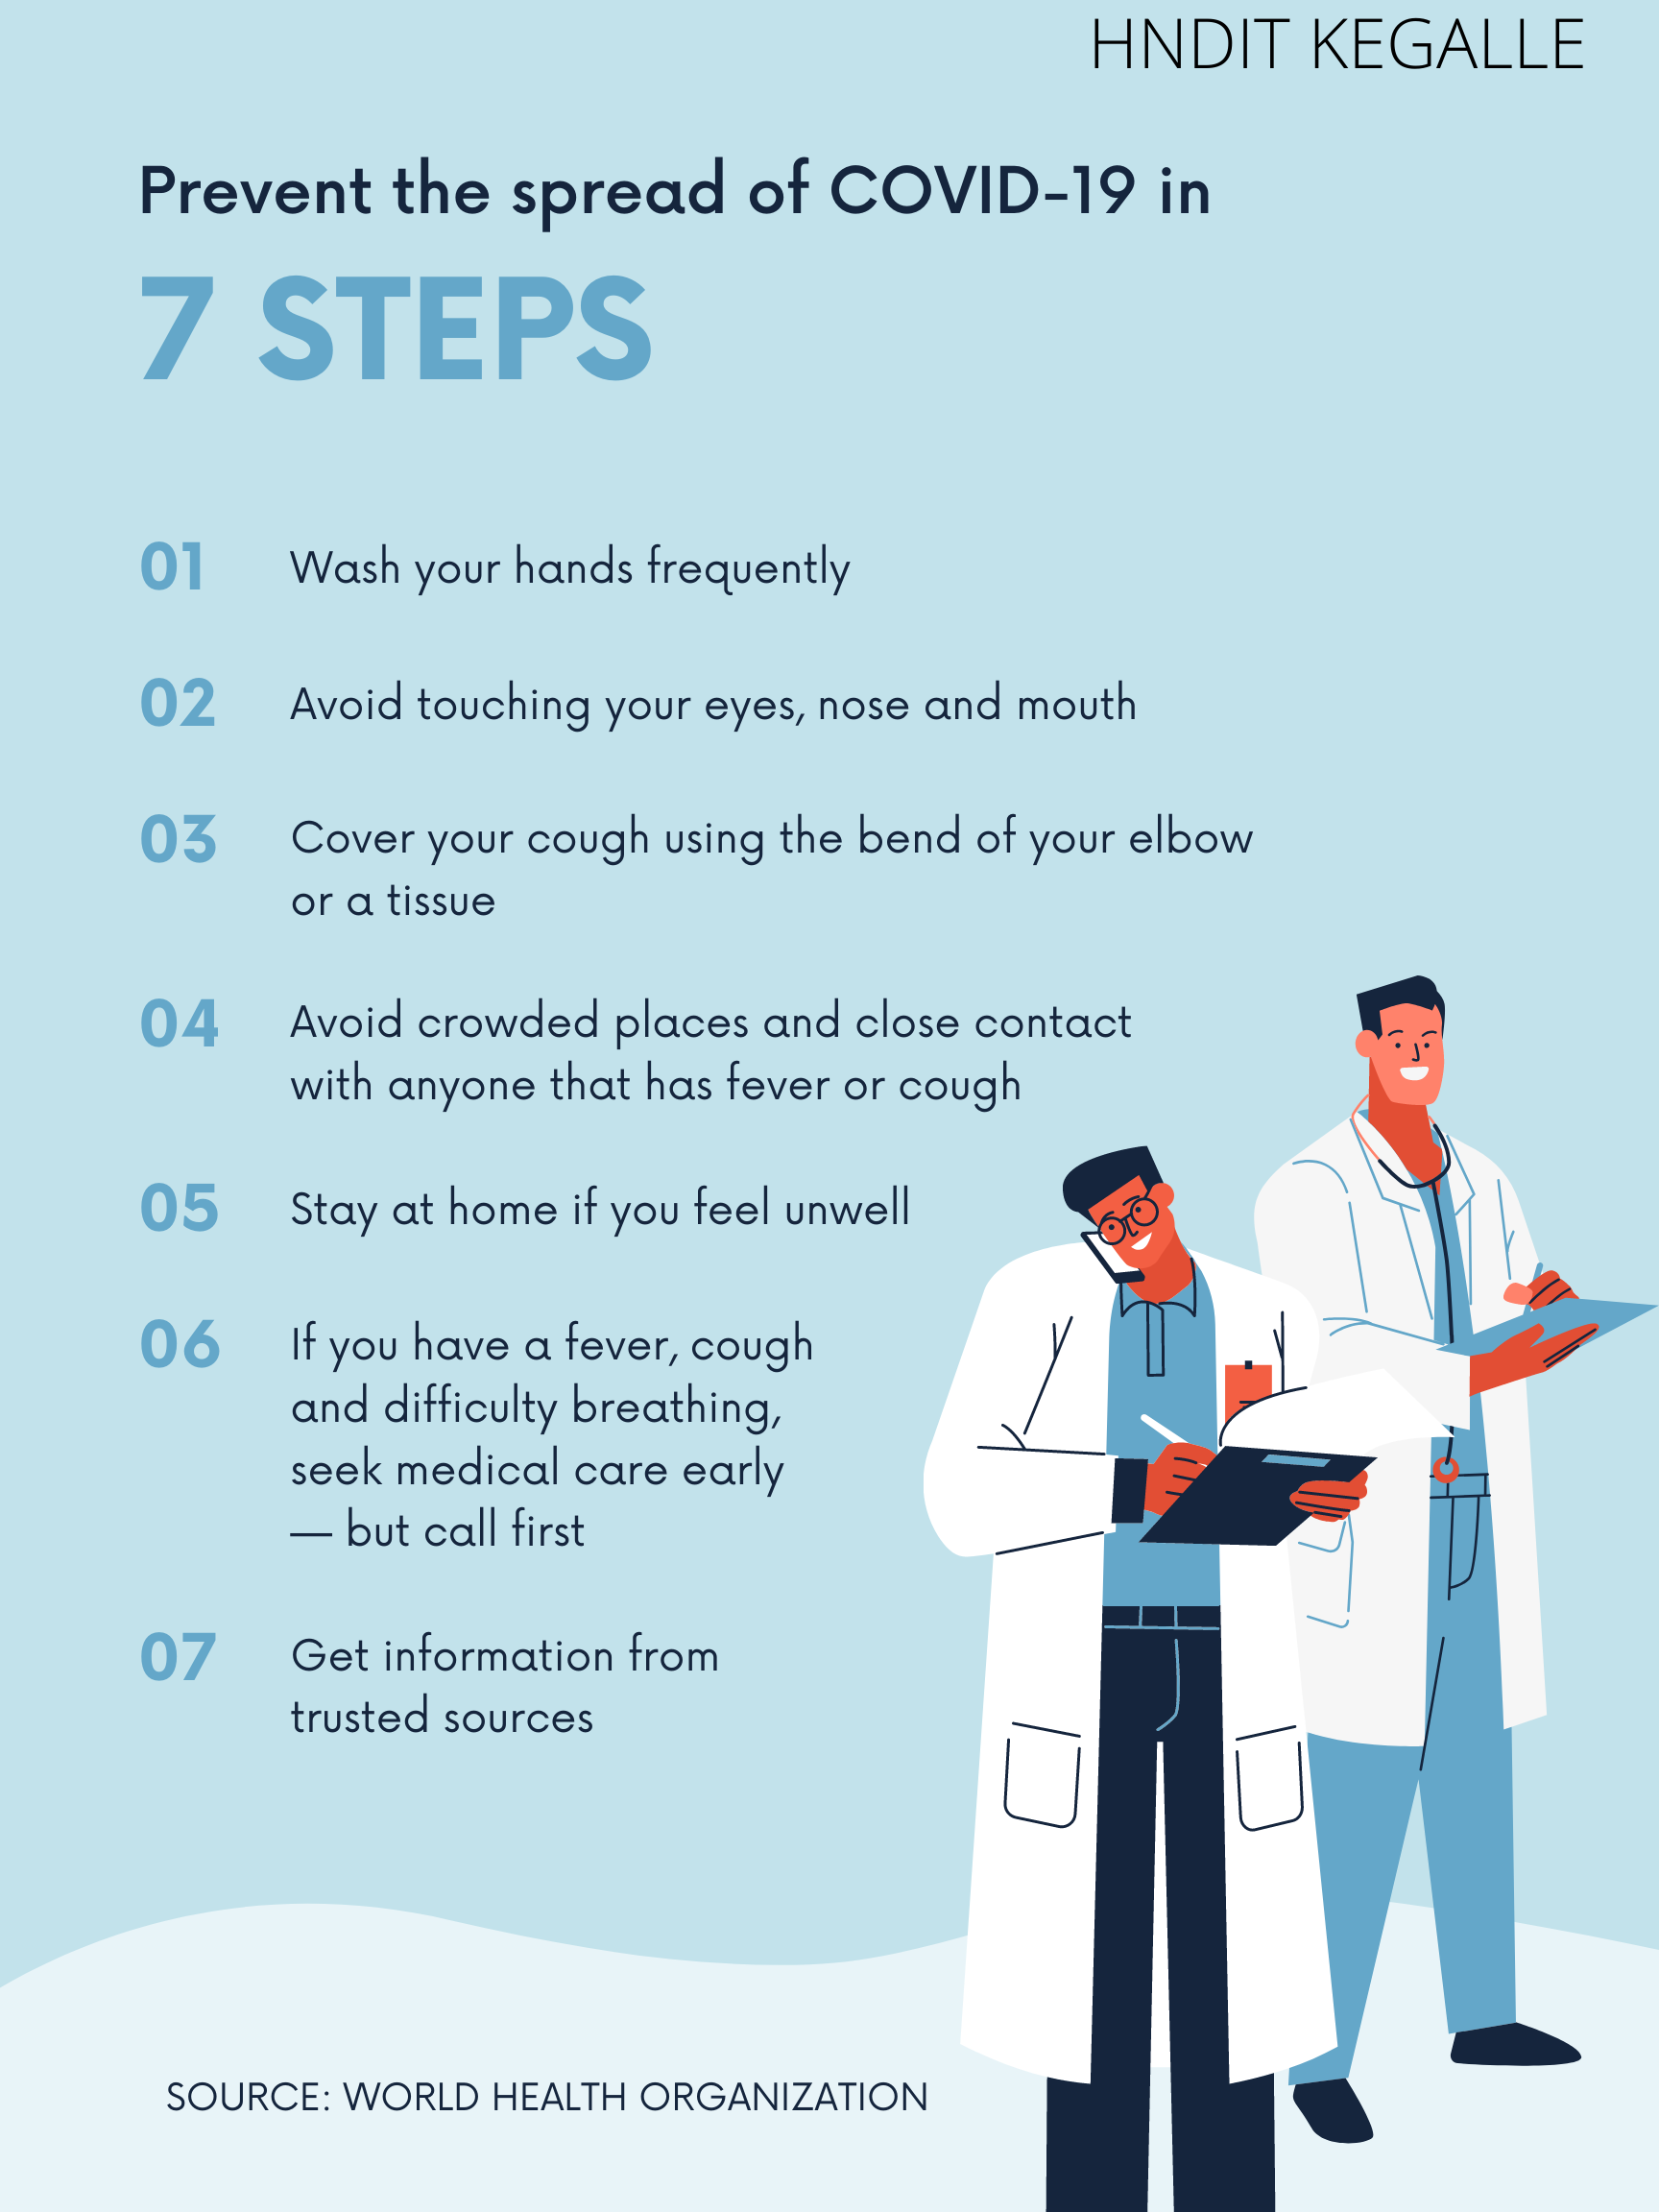 HNDIT KEGALLE
Prevent the spread of COVID-19 in
7 STEPS
01 Wash your hands frequently
02 Avoid touching your eyes, nose and mouth
03 Cover your cough using the bend of your elbow
or a tissue
04 Avoid crowded places and close contact
with anyone that has fever or cough
05 Stay at home if you feel unwell
06 If you have a fever, cough
and difficulty breathing,
seek medical care early
— but call first
07 Get information from
trusted sources
SOURCE: WORLD HEALTH ORGANIZATION